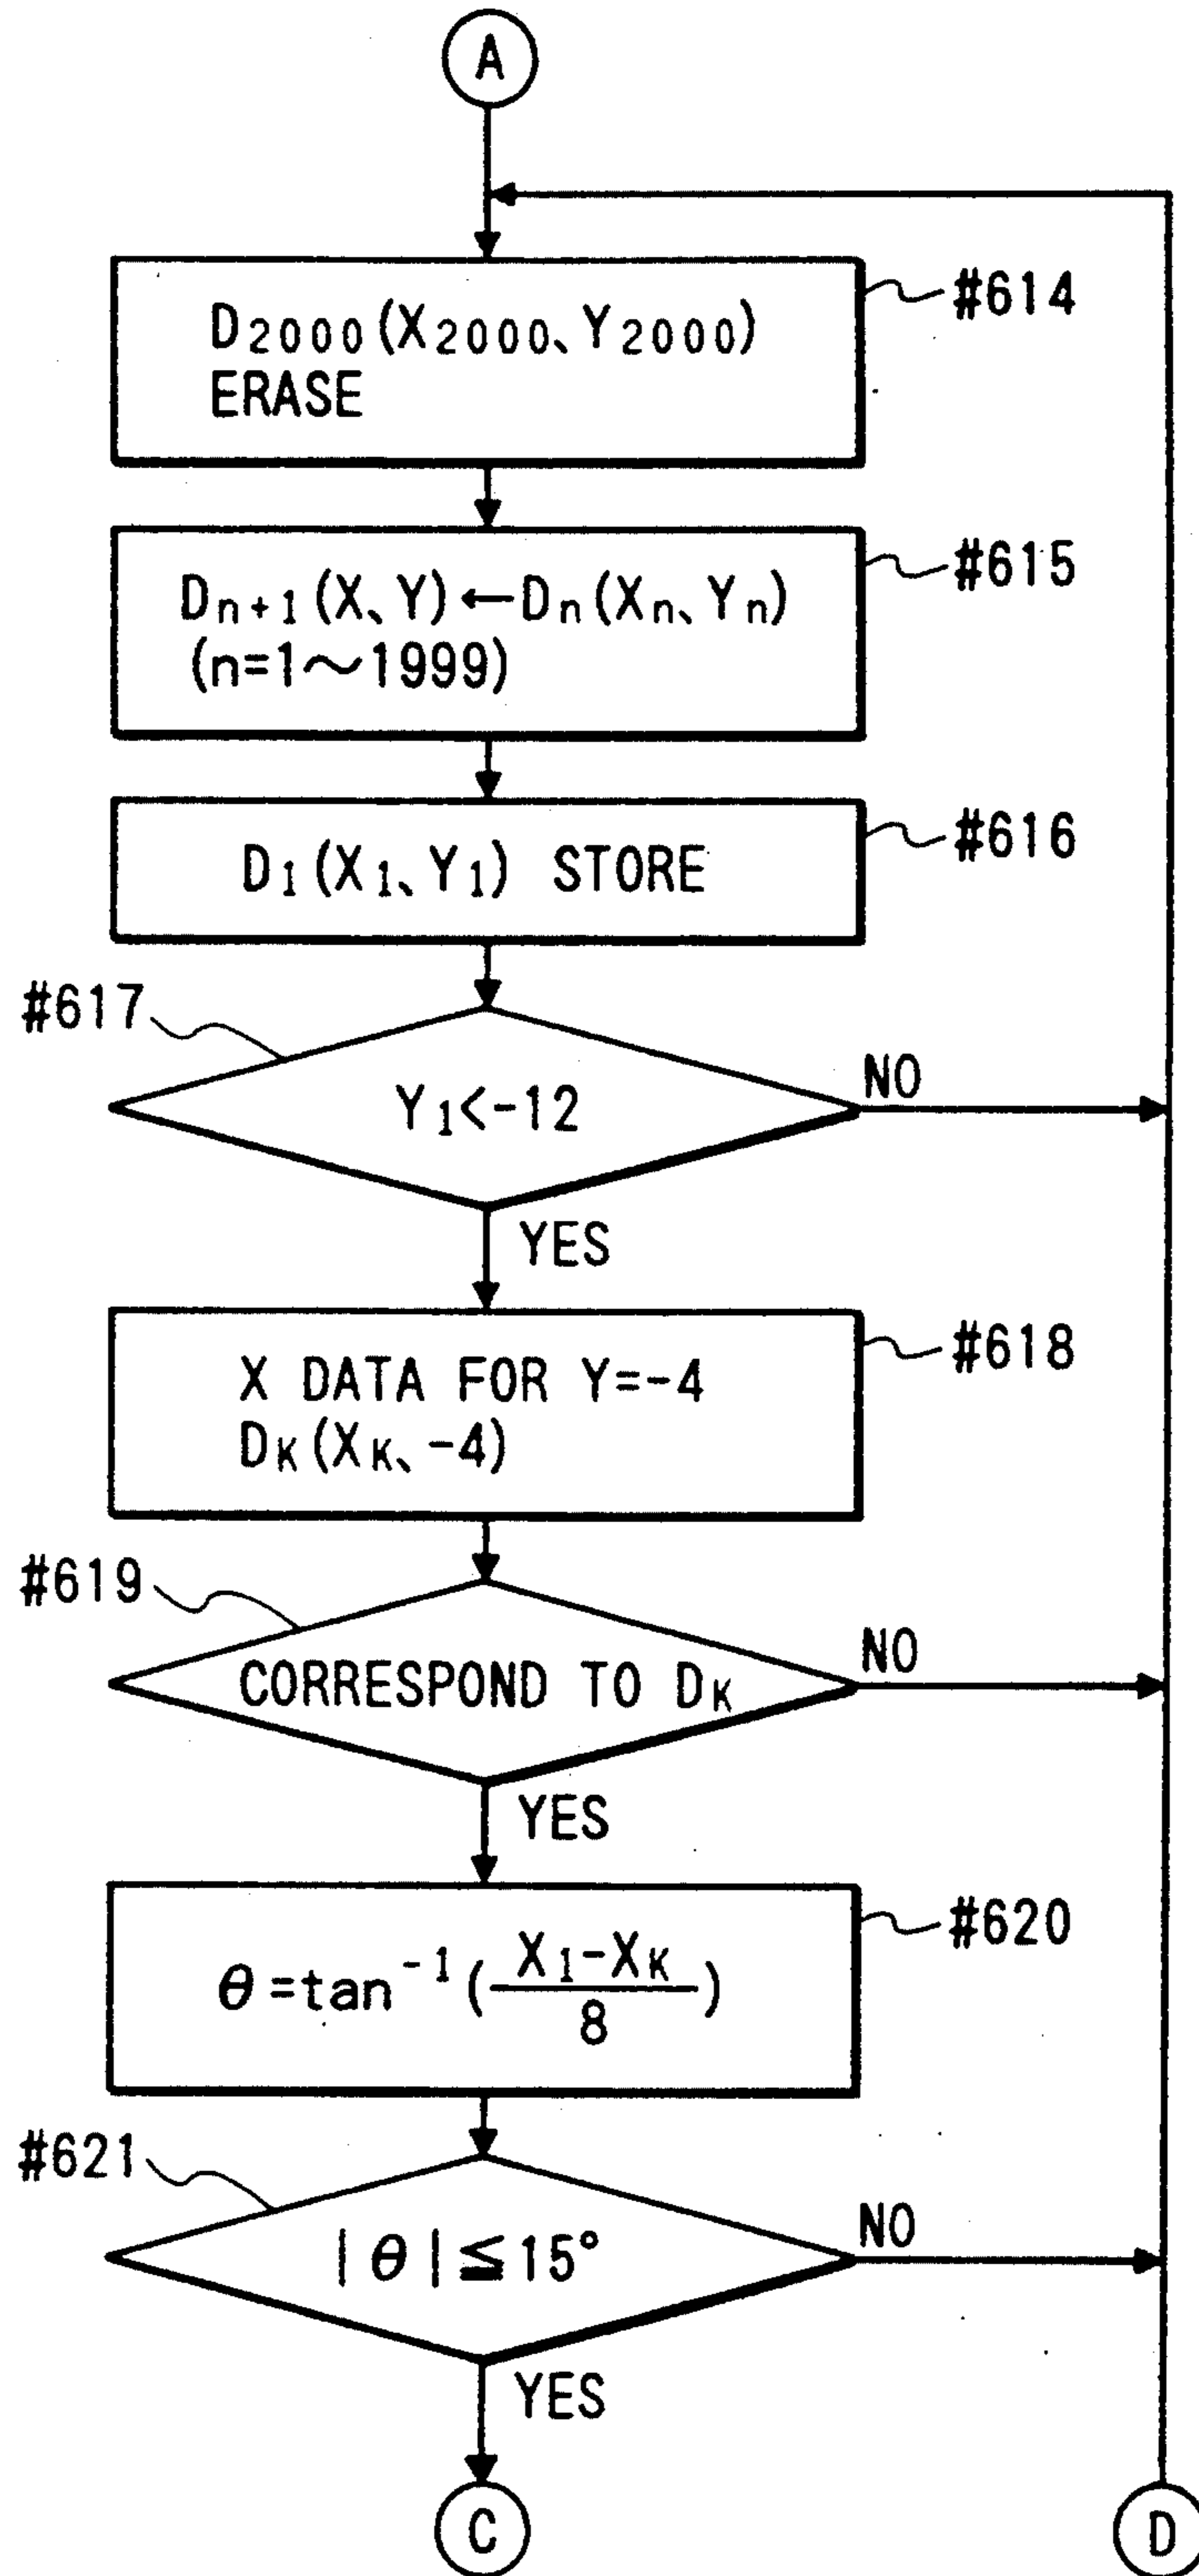 A
D2000(X2000、Y2000)
ERASE
#614
Dn+1(X、Y)←Dn(Xn、Yn)
(n=1〜1999)
#615
D1(X1、Y1) STORE
#616
#617
Y1<-12
NO
YES
X DATA FOR Y=-4
DK(XK、-4)
#618
#619
CORRESPOND TO DK
NO
YES
θ=tan-1(X1-XK/8)
#620
#621
|θ|≦15°
NO
YES
C
D